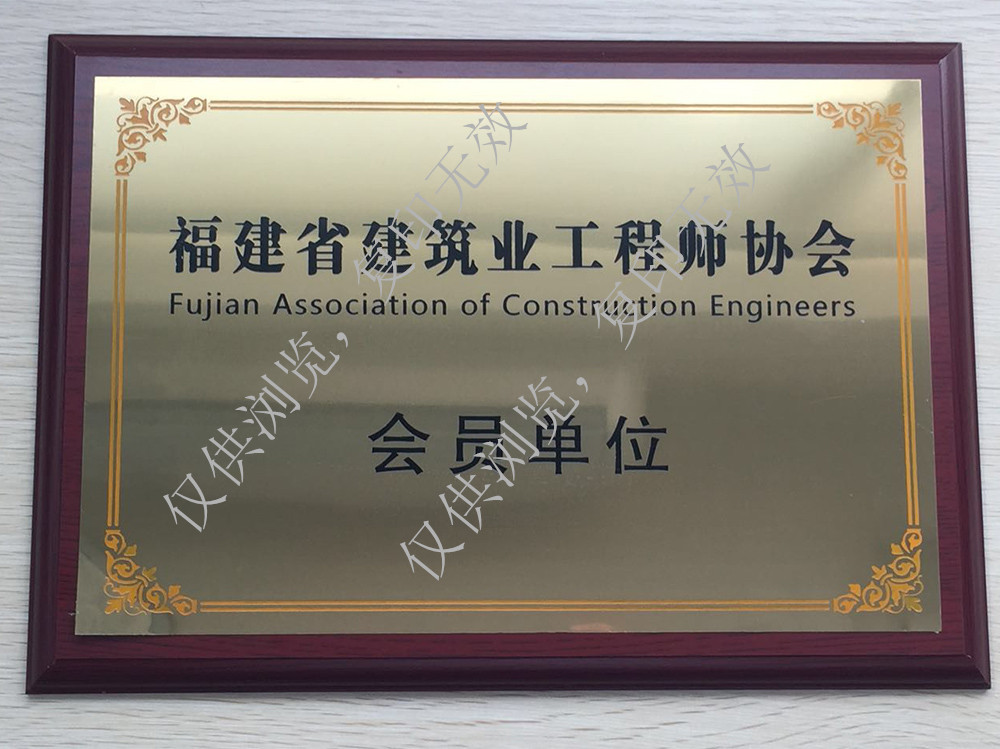 福建省建筑业工程师协会
Fujian Association of Construction Engineers
会员单位
仅供浏览，复印无效
仅供浏览，复印无效